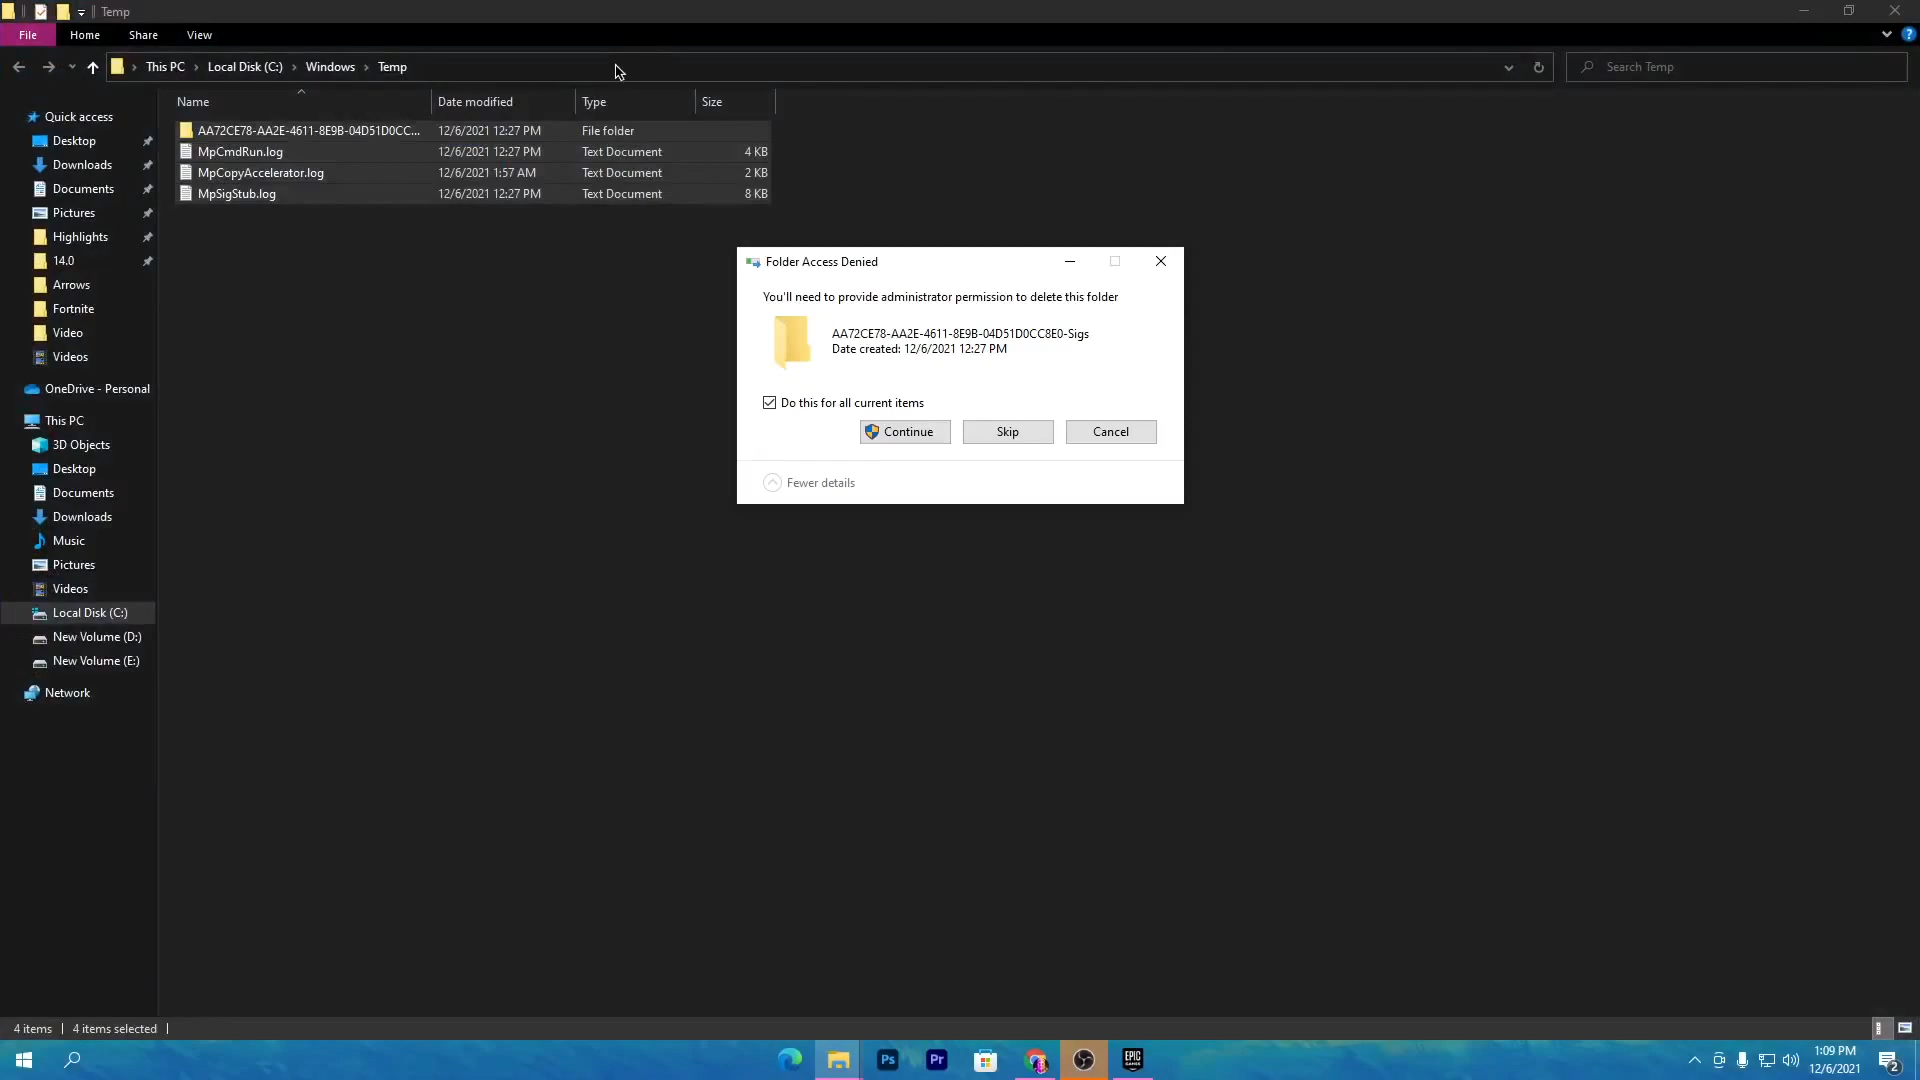 Temp
File Home Share View
This PC Local Disk (C:) Windows Temp
Search Temp
Name Date modified Type Size
AA72CE78-AA2E-4611-8E9B-04D51D0CC... 12/6/2021 12:27 PM File folder
MpCmdRun.log 12/6/2021 12:27 PM Text Document 4 KB
MpCopyAccelerator.log 12/6/2021 1:57 AM Text Document 2 KB
MpSigStub.log 12/6/2021 12:27 PM Text Document 8 KB
Quick access
Desktop
Downloads
Documents
Pictures
Highlights
14.0
Arrows
Fortnite
Video
Videos
OneDrive - Personal
This PC
3D Objects
Desktop
Documents
Downloads
Music
Pictures
Videos
Local Disk (C:)
New Volume (D:)
New Volume (E:)
Network
Folder Access Denied
You'll need to provide administrator permission to delete this folder
AA72CE78-AA2E-4611-8E9B-04D51D0CC8E0-Sigs
Date created: 12/6/2021 12:27 PM
Do this for all current items
Continue Skip Cancel
Fewer details
4 items 4 items selected
Ps Pr EPIC GAMES
1:09 PM
12/6/2021
2